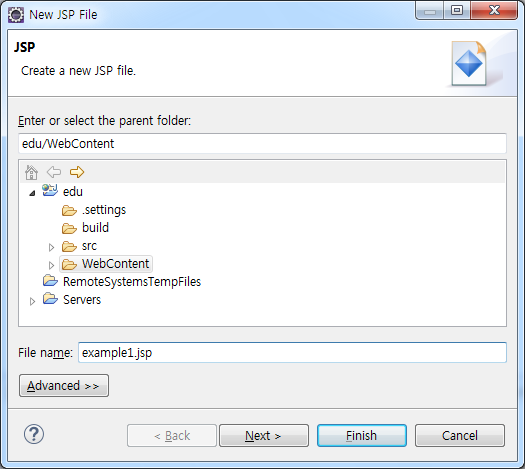 New JSP File
JSP
Create a new JSP file.
Enter or select the parent folder:
edu/WebContent
edu
.settings
build
src
WebContent
RemoteSystemsTempFiles
Servers
File name: example1.jsp
Advanced >>
? < Back Next > Finish Cancel